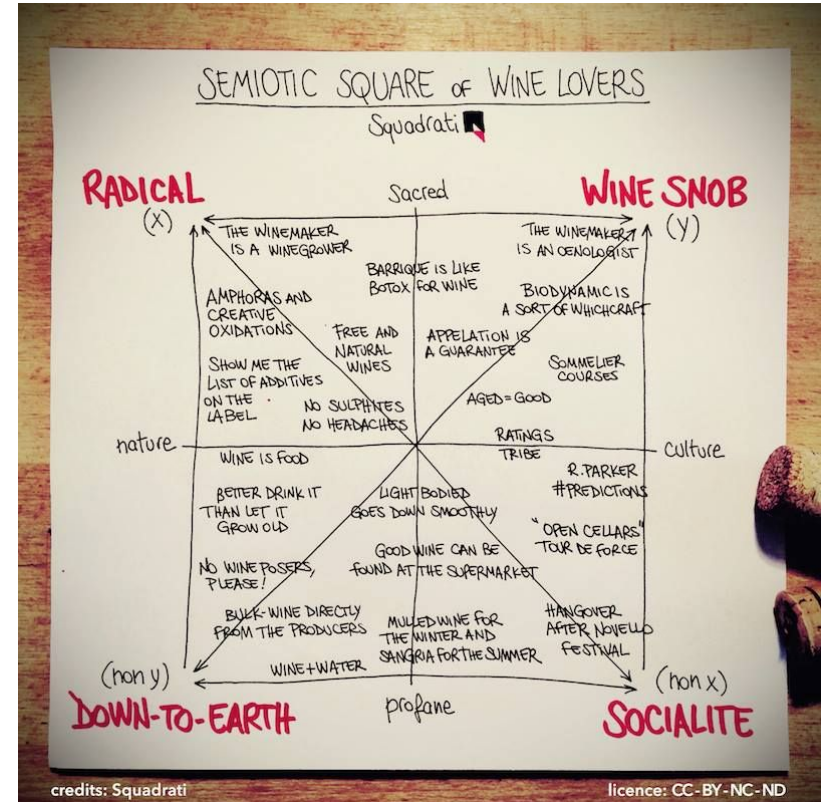 SEMIOTIC SQUARE OF WINE LOVERS
Squadrati
RADICAL
(X)
Sacred
WINE SNOB
(Y)
THE WINEMAKER
IS A WINEGROWER
THE WINEMAKER
IS AN OENOLOGIST
BARRIQUE IS LIKE
BOTOX FOR WINE
AMPHORAS AND
CREATIVE
OXIDATIONS
BIODYNAMIC IS
A SORT OF WHICHCRAFT
FREE AND
NATURAL
WINES
APPELATION IS
A GUARANTEE
SHOW ME THE
LIST OF ADDITIVES
ON THE
LABEL
SOMMELIER
COURSES
NO SULPHITES
NO HEADACHES
AGED=GOOD
RATINGS
TRIBE
nature
culture
WINE IS FOOD
R.PARKER
#PREDICTIONS
BETTER DRINK IT
THAN LET IT
GROW OLD
LIGHT BODIED
GOES DOWN SMOOTHLY
"OPEN CELLARS"
TOUR DE FORCE
NO WINE POSERS,
PLEASE!
GOOD WINE CAN BE
FOUND AT THE SUPERMARKET
BULK-WINE DIRECTLY
FROM THE PRODUCERS
MULLED WINE FOR
THE WINTER AND
SANGRIA FOR THE SUMMER
HANGOVER
AFTER NOVELLO
FESTIVAL
WINE+WATER
(non y)
DOWN-TO-EARTH
profane
(non x)
SOCIALITE
credits: Squadrati
licence: CC-BY-NC-ND